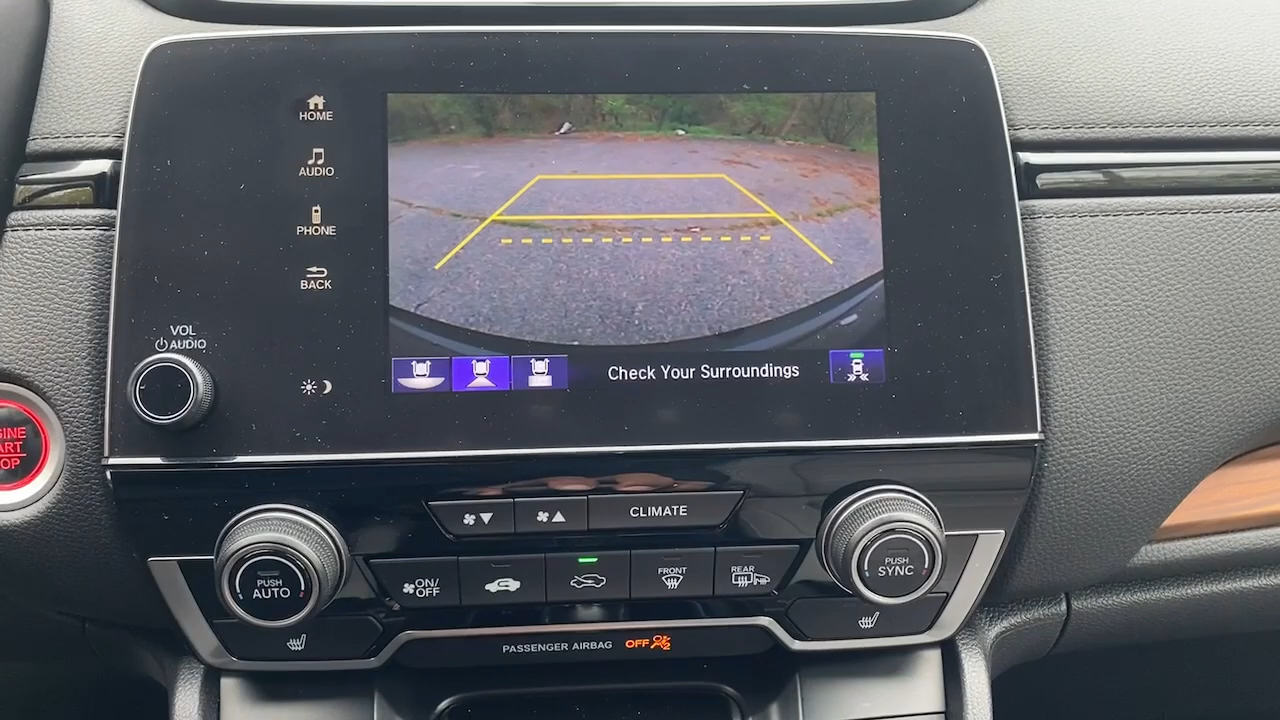 HOME
AUDIO
PHONE
BACK
VOL
AUDIO
Check Your Surroundings
CLIMATE
PUSH
AUTO
ON/
OFF
FRONT
REAR
PUSH
SYNC
PASSENGER AIRBAG OFF